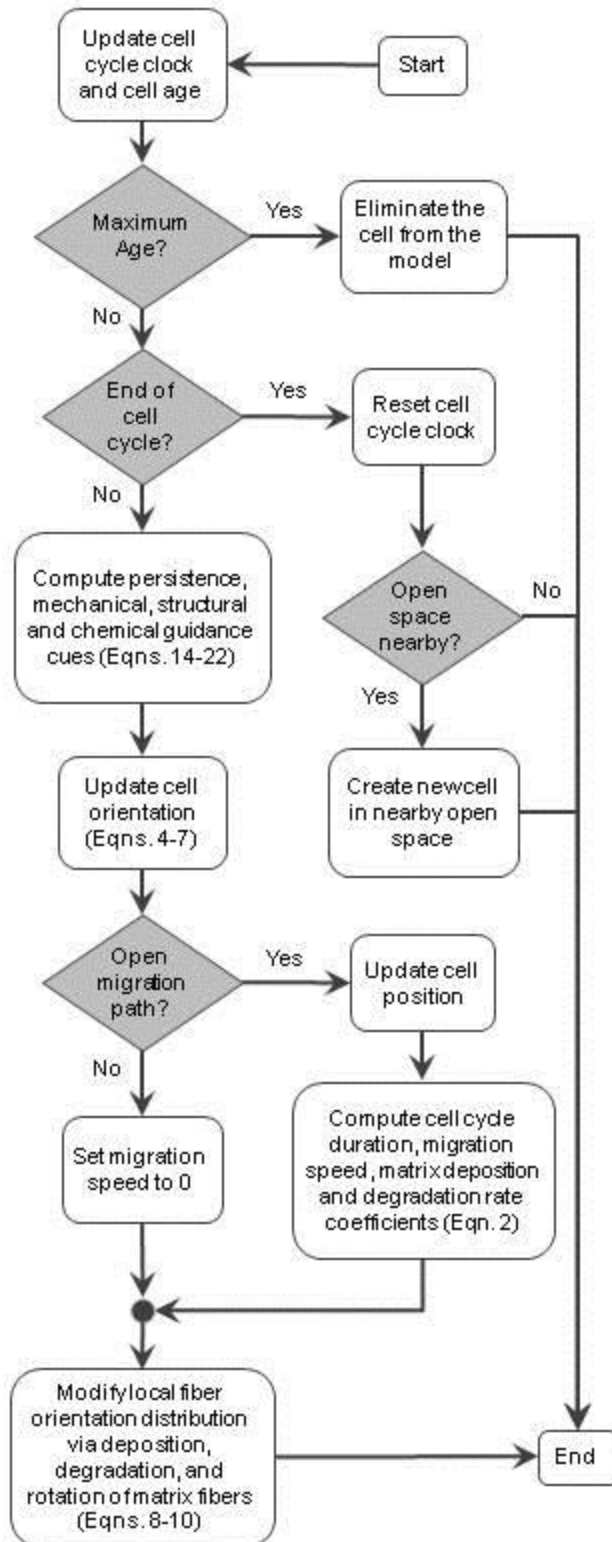 Update cell
cycle clock
and cell age
Start
Maximum
Age?
Yes
Eliminate the
cell from the
model
No
End of
cell
cycle?
Yes
Reset cell
cycle clock
No
Compute persistence,
mechanical, structural
and chemical guidance
cues (Eqns. 14-22)
Open
space
nearby?
No
Yes
Update cell
orientation
(Eqns. 4-7)
Create new cell
in nearby open
space
Open
migration
path?
Yes
Update cell
position
No
Set migration
speed to 0
Compute cell cycle
duration, migration
speed, matrix deposition
and degradation rate
coefficients (Eqn. 2)
Modify local fiber
orientation distribution
via deposition,
degradation, and
rotation of matrix fibers
(Eqns. 8-10)
End